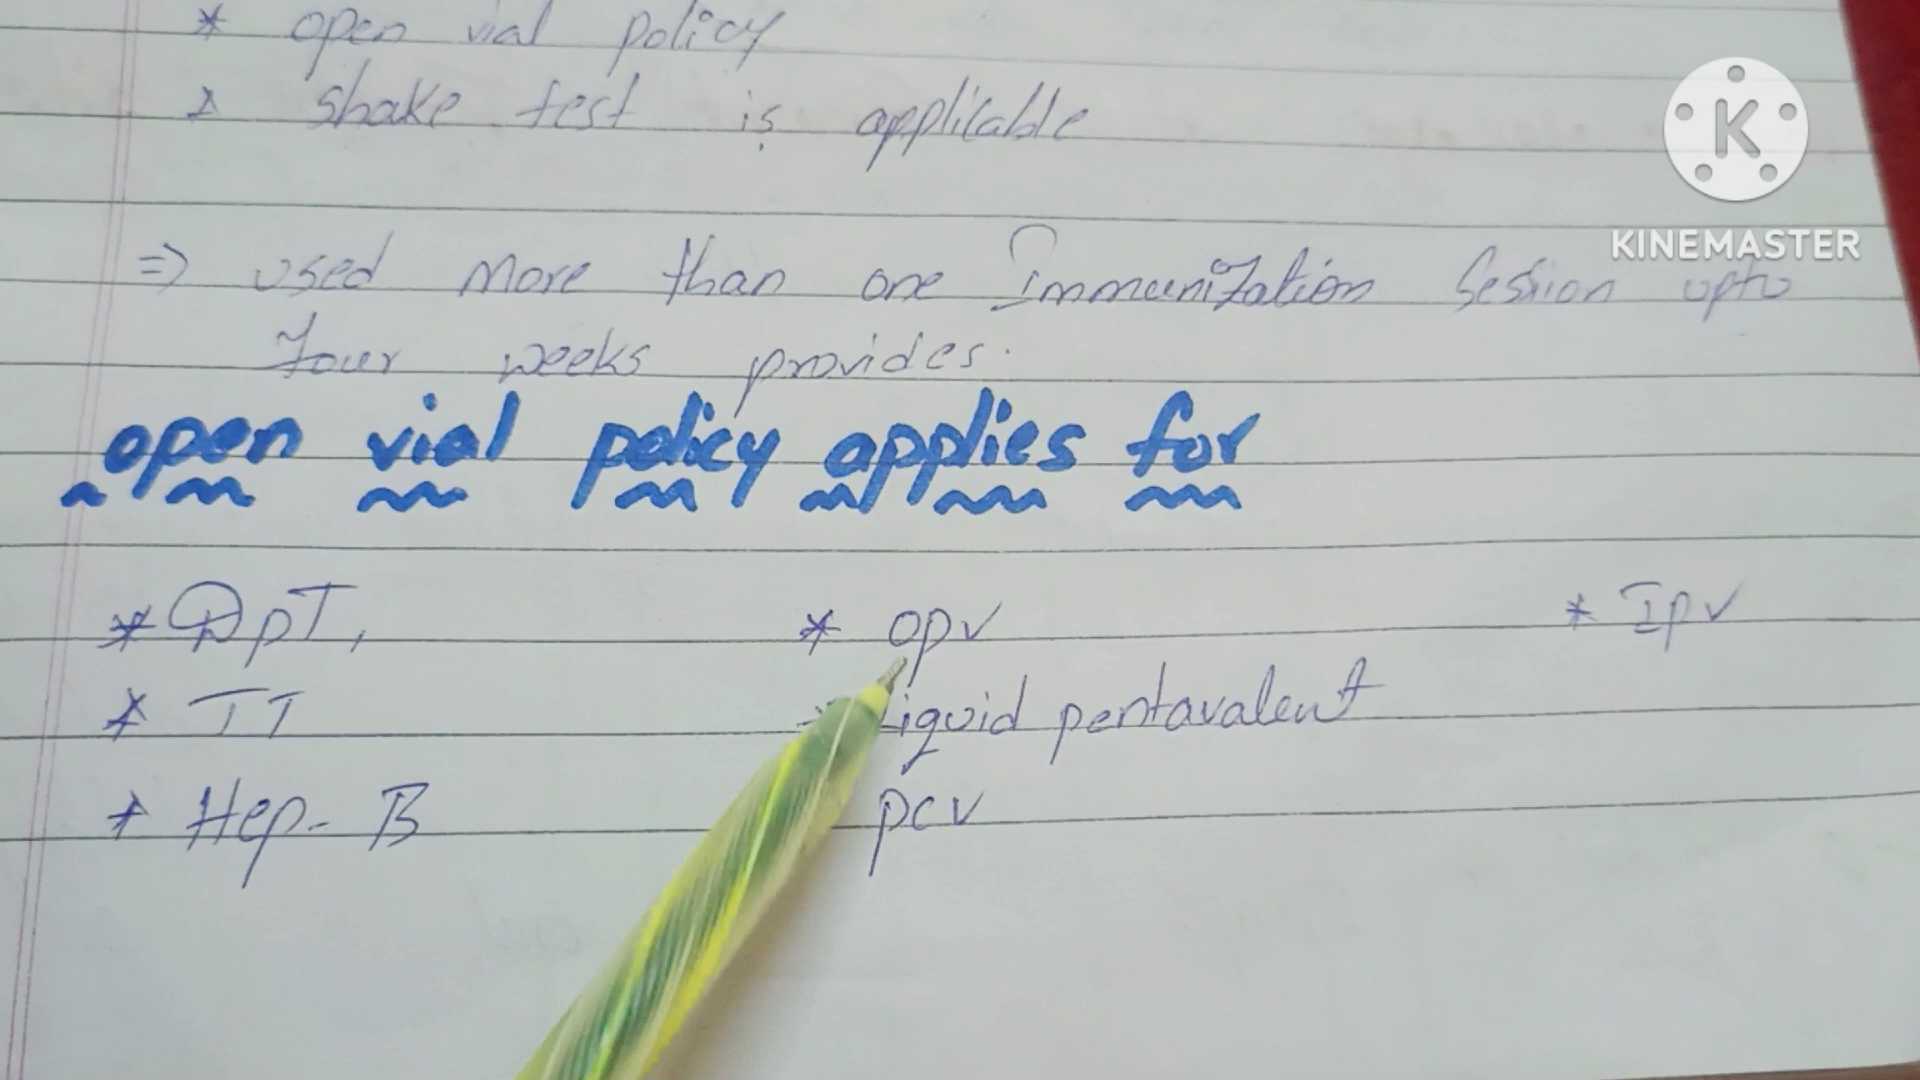 * open vial policy
* shake test is applicable
KINEMASTER
⇒ used more than one Immunization Session upto
four weeks provides.
open vial policy applies for
* DpT, * opv * Ipv
* TT * Liquid pentavalent
* Hep-B pcv